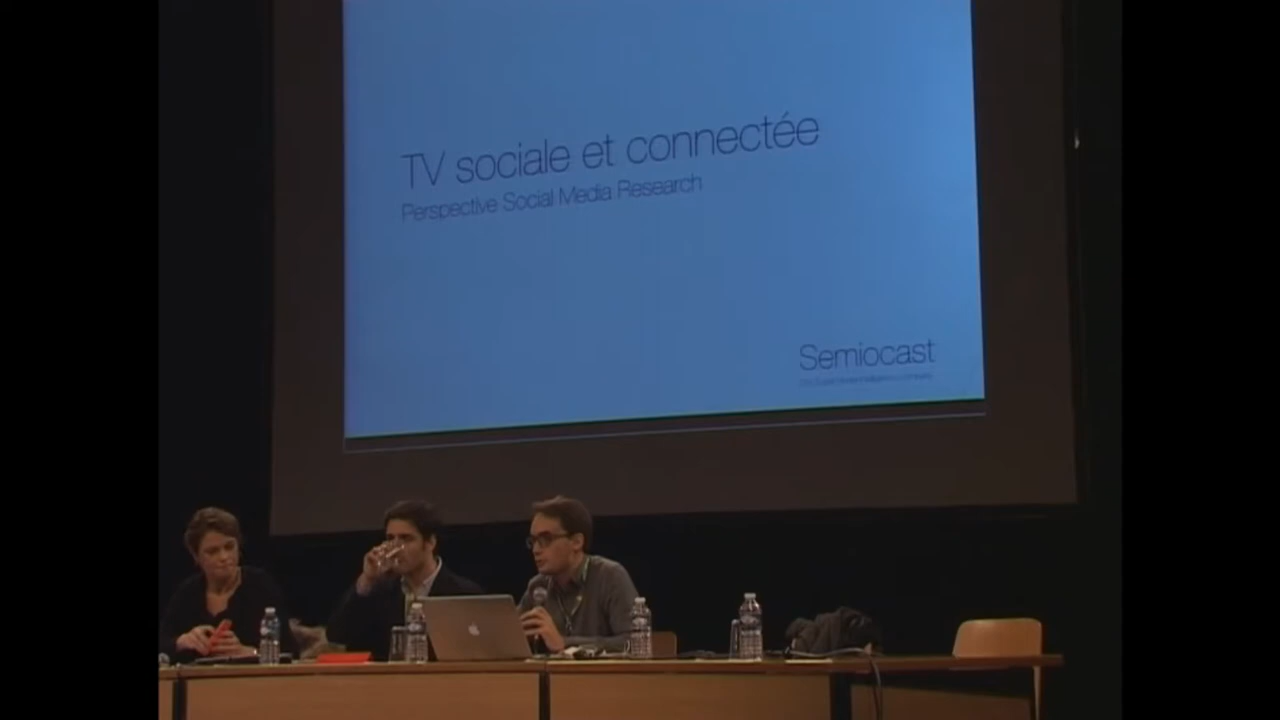 TV sociale et connectée
Perspective Social Media Research
Semiocast